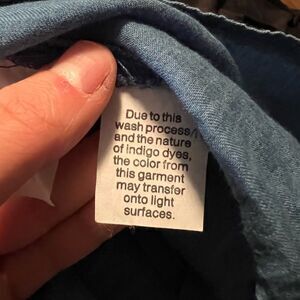 Due to this
wash process/
and the nature
of indigo dyes,
the color from
this garment
may transfer
onto light
surfaces.